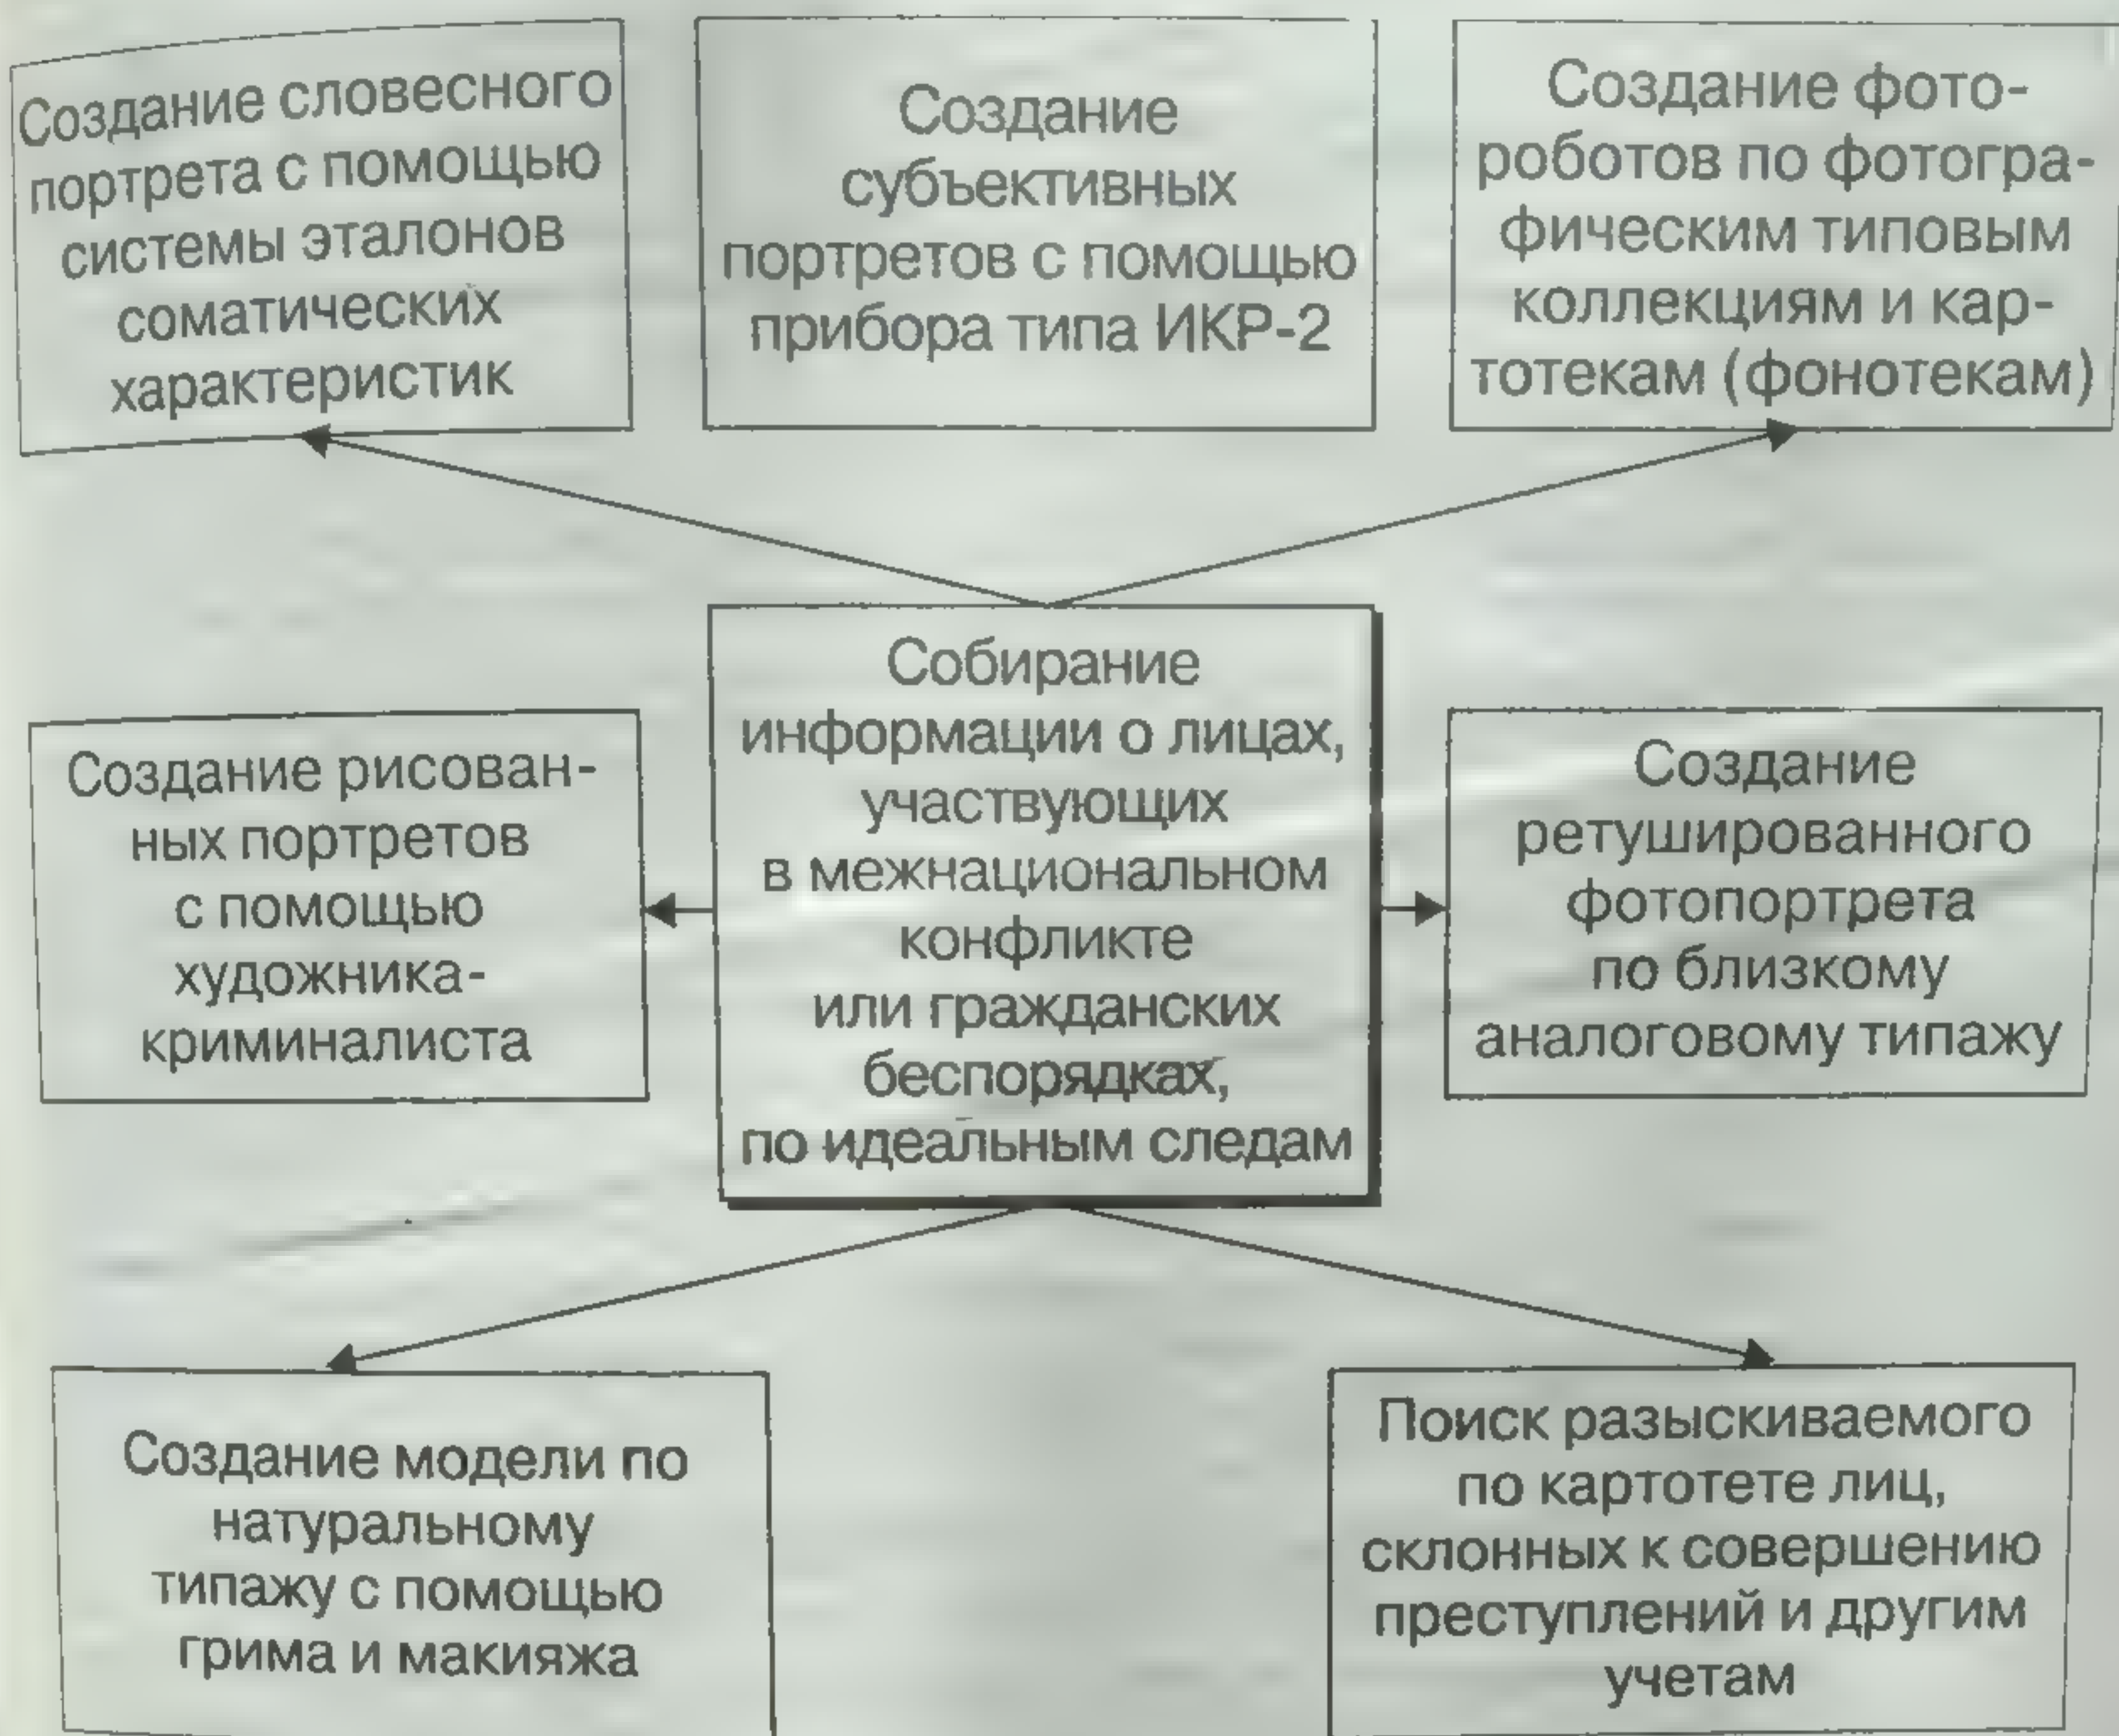 Создание словесного
портрета с помощью
системы эталонов
соматических
характеристик
Создание
субъективных
портретов с помощью
прибора типа ИКР-2
Создание фото-
роботов по фотогра-
фическим типовым
коллекциям и кар-
тотекам (фонотекам)
Создание рисован-
ных портретов
с помощью
художника-
криминалиста
Собирание
информации о лицах,
участвующих
в межнациональном
конфликте
или гражданских
беспорядках,
по идеальным следам
Создание
ретушированного
фотопортрета
по близкому
аналоговому типажу
Создание модели по
натуральному
типажу с помощью
грима и макияжа
Поиск разыскиваемого
по картотете лиц,
склонных к совершению
преступлений и другим
учетам